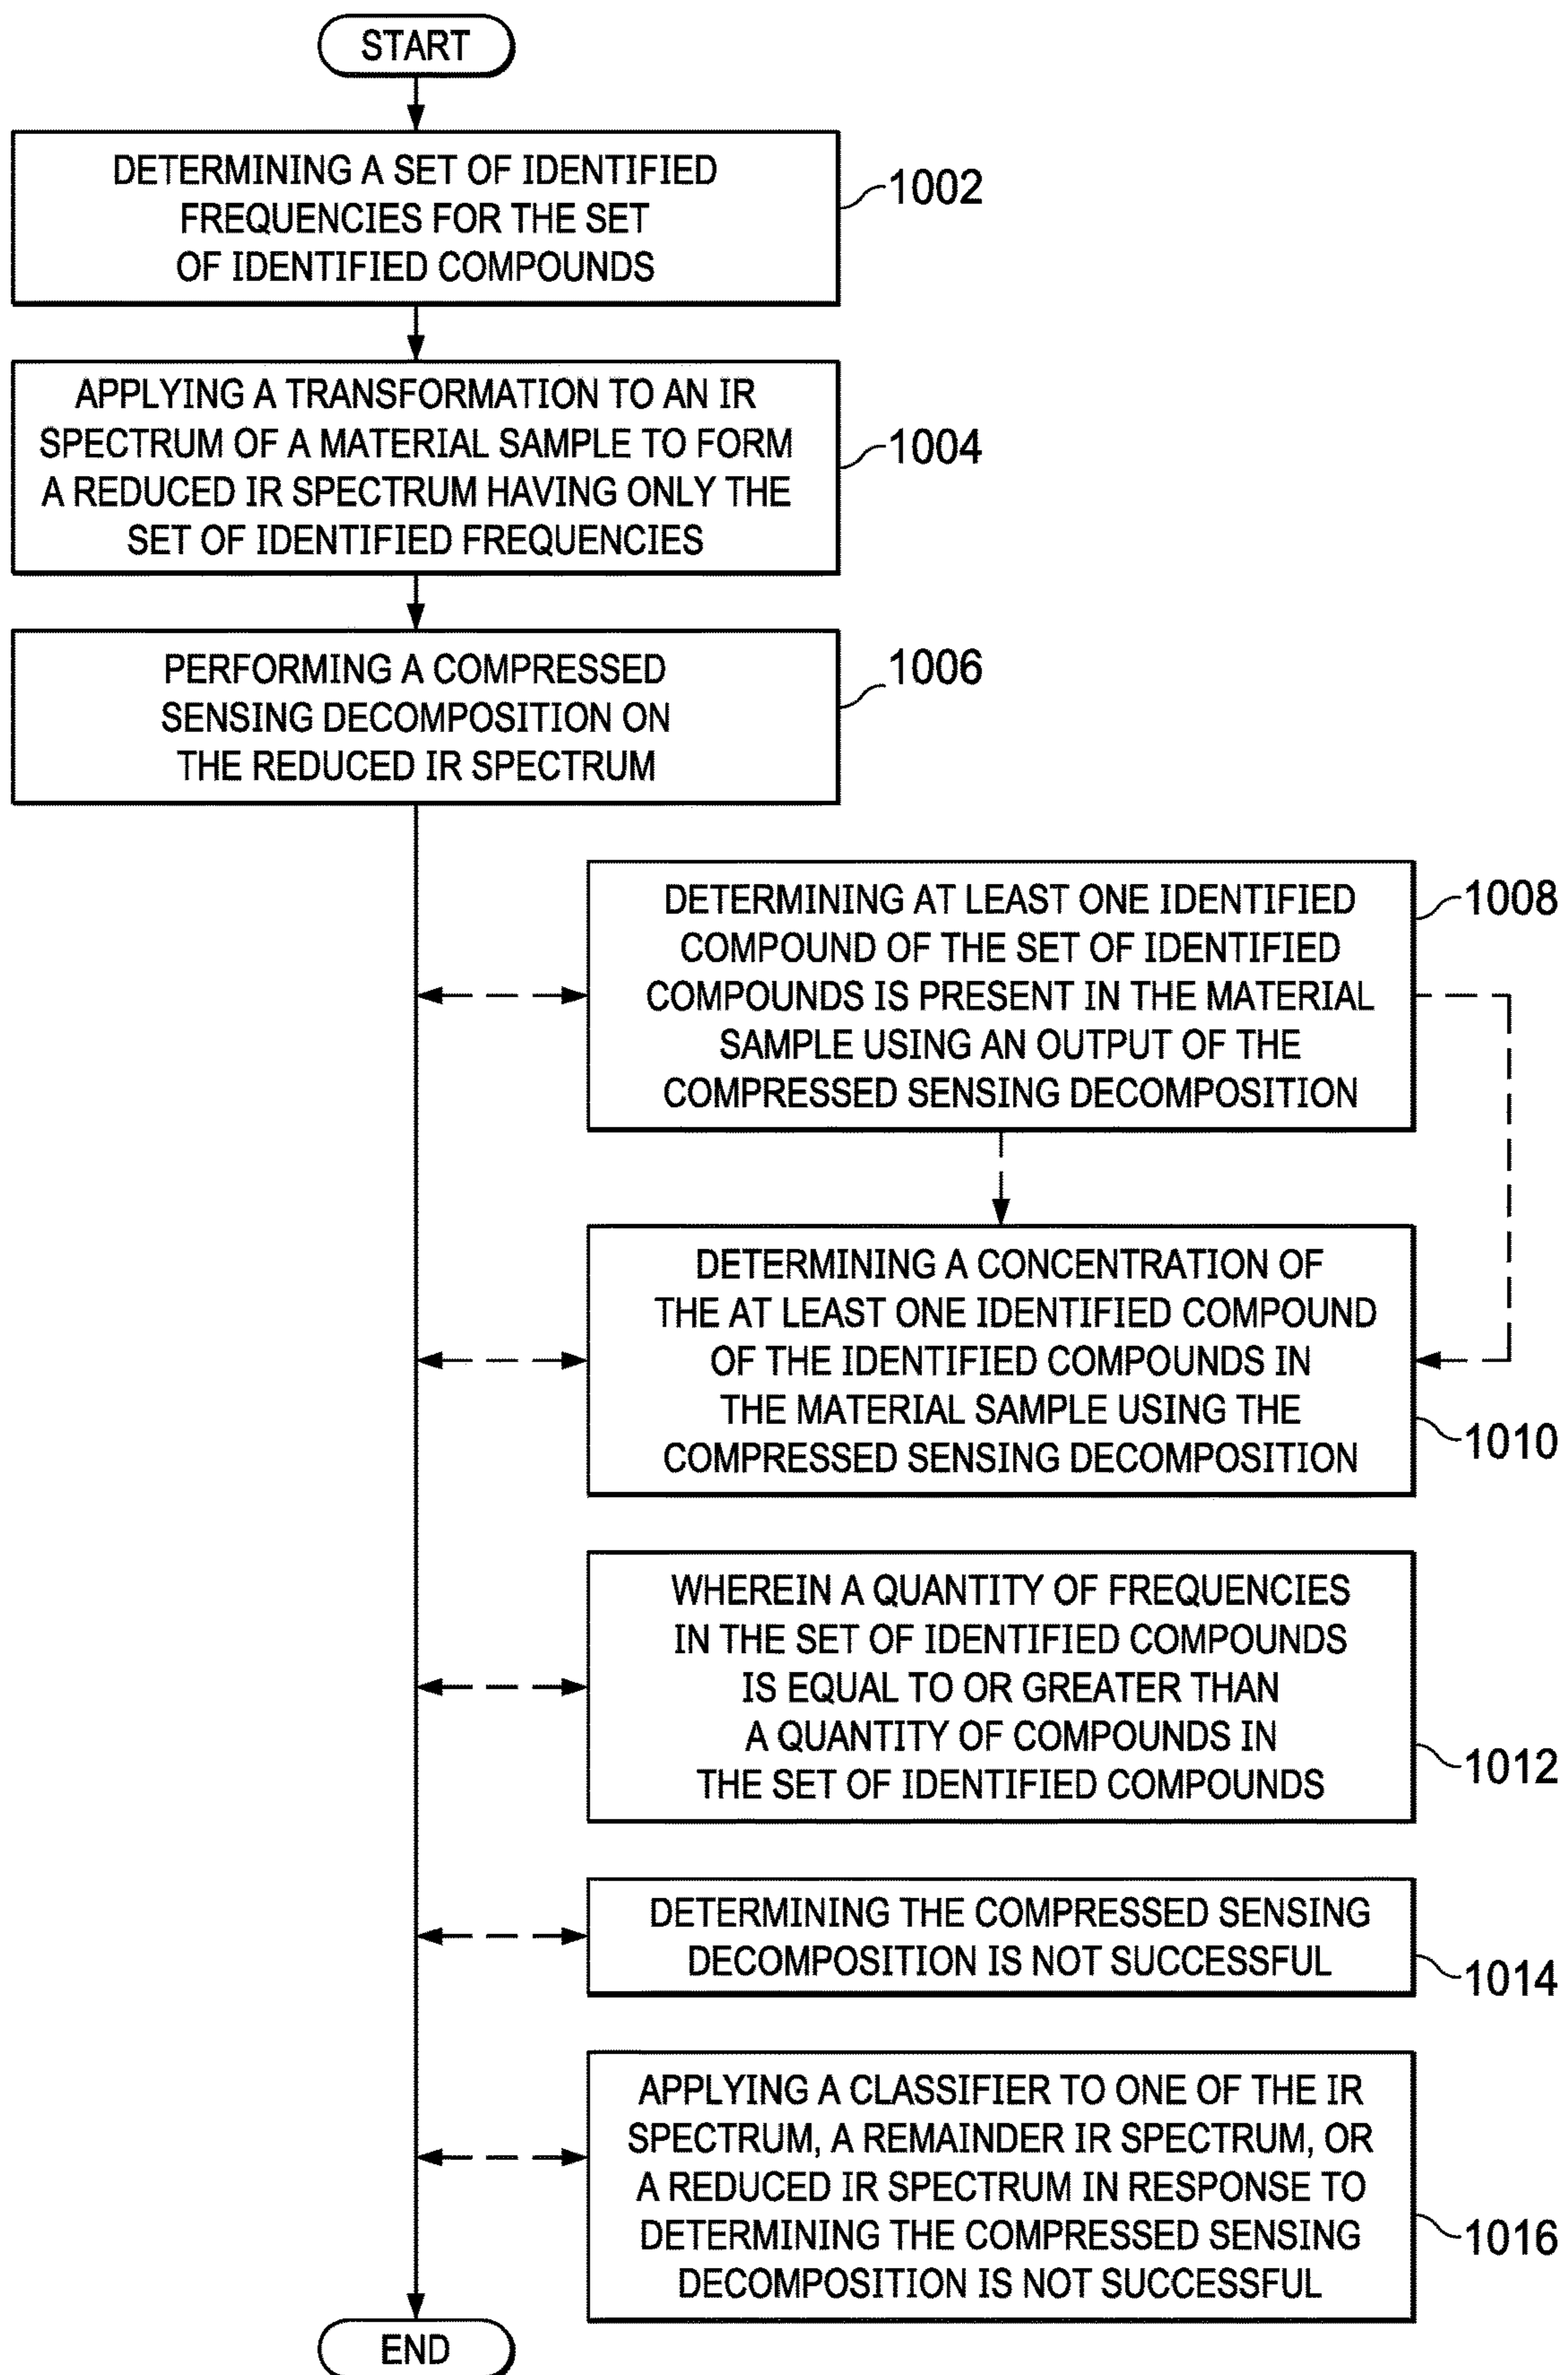 START
DETERMINING A SET OF IDENTIFIED
FREQUENCIES FOR THE SET
OF IDENTIFIED COMPOUNDS
1002
APPLYING A TRANSFORMATION TO AN IR
SPECTRUM OF A MATERIAL SAMPLE TO FORM
A REDUCED IR SPECTRUM HAVING ONLY THE
SET OF IDENTIFIED FREQUENCIES
1004
PERFORMING A COMPRESSED
SENSING DECOMPOSITION ON
THE REDUCED IR SPECTRUM
1006
DETERMINING AT LEAST ONE IDENTIFIED
COMPOUND OF THE SET OF IDENTIFIED
COMPOUNDS IS PRESENT IN THE MATERIAL
SAMPLE USING AN OUTPUT OF THE
COMPRESSED SENSING DECOMPOSITION
1008
DETERMINING A CONCENTRATION OF
THE AT LEAST ONE IDENTIFIED COMPOUND
OF THE IDENTIFIED COMPOUNDS IN
THE MATERIAL SAMPLE USING THE
COMPRESSED SENSING DECOMPOSITION
1010
WHEREIN A QUANTITY OF FREQUENCIES
IN THE SET OF IDENTIFIED COMPOUNDS
IS EQUAL TO OR GREATER THAN
A QUANTITY OF COMPOUNDS IN
THE SET OF IDENTIFIED COMPOUNDS
1012
DETERMINING THE COMPRESSED SENSING
DECOMPOSITION IS NOT SUCCESSFUL
1014
APPLYING A CLASSIFIER TO ONE OF THE IR
SPECTRUM, A REMAINDER IR SPECTRUM, OR
A REDUCED IR SPECTRUM IN RESPONSE TO
DETERMINING THE COMPRESSED SENSING
DECOMPOSITION IS NOT SUCCESSFUL
1016
END